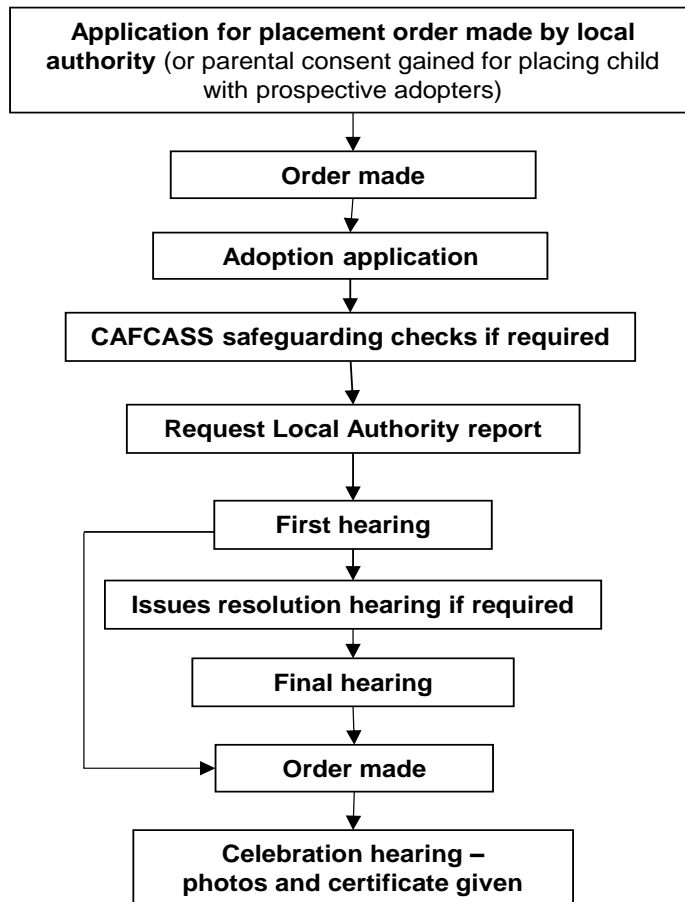 Application for placement order made by local
authority (or parental consent gained for placing child
with prospective adopters)
Order made
Adoption application
CAFCASS safeguarding checks if required
Request Local Authority report
First hearing
Issues resolution hearing if required
Final hearing
Order made
Celebration hearing –
photos and certificate given